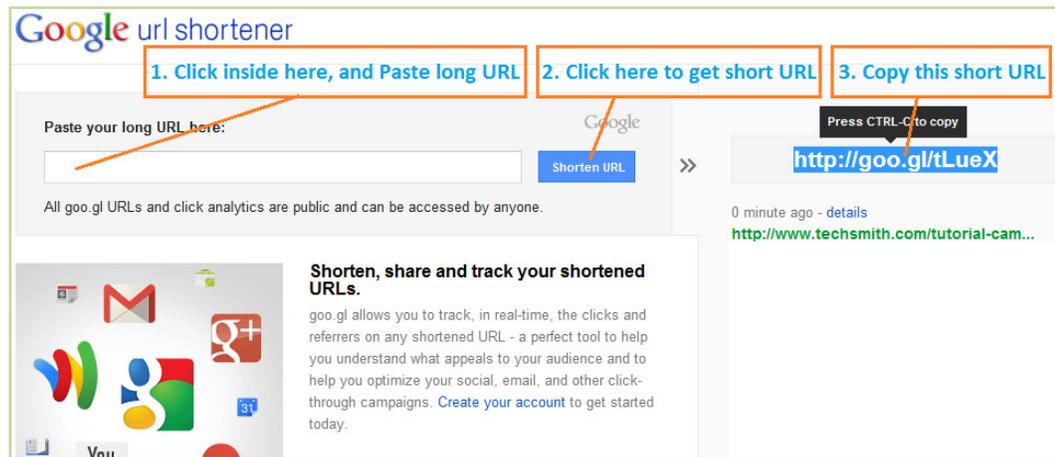 Google url shortener
1. Click inside here, and Paste long URL
2. Click here to get short URL
3. Copy this short URL
Paste your long URL here:
Google
Shorten URL
»
All goo.gl URLs and click analytics are public and can be accessed by anyone.
Press CTRL-C to copy
http://goo.gl/tLueX
0 minute ago - details
http://www.techsmith.com/tutorial-cam...
Shorten, share and track your shortened
URLs.
goo.gl allows you to track, in real-time, the clicks and
referrers on any shortened URL - a perfect tool to help
you understand what appeals to your audience and to
help you optimize your social, email, and other click-
through campaigns. Create your account to get started
today.
g+
g
31
You